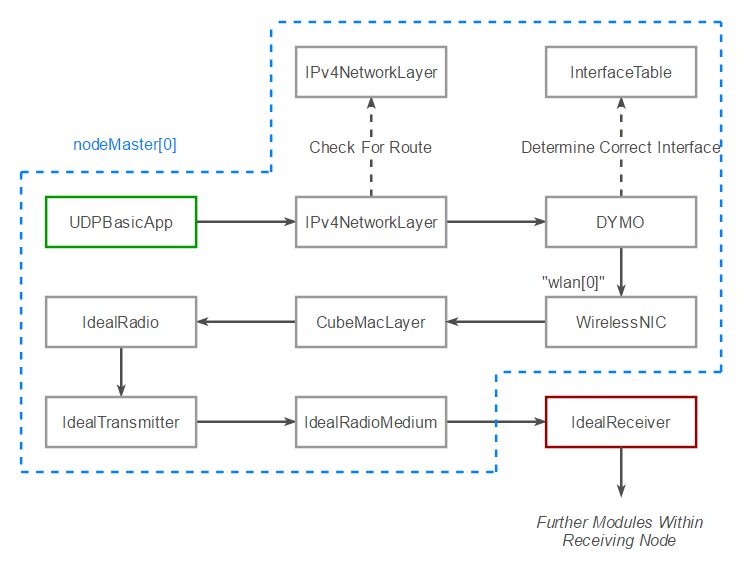 IPv4NetworkLayer
InterfaceTable
nodeMaster[0]
Check For Route
Determine Correct Interface
UDPBasicApp
IPv4NetworkLayer
DYMO
"wlan[0]"
IdealRadio
CubeMacLayer
WirelessNIC
IdealTransmitter
IdealRadioMedium
IdealReceiver
Further Modules Within
Receiving Node